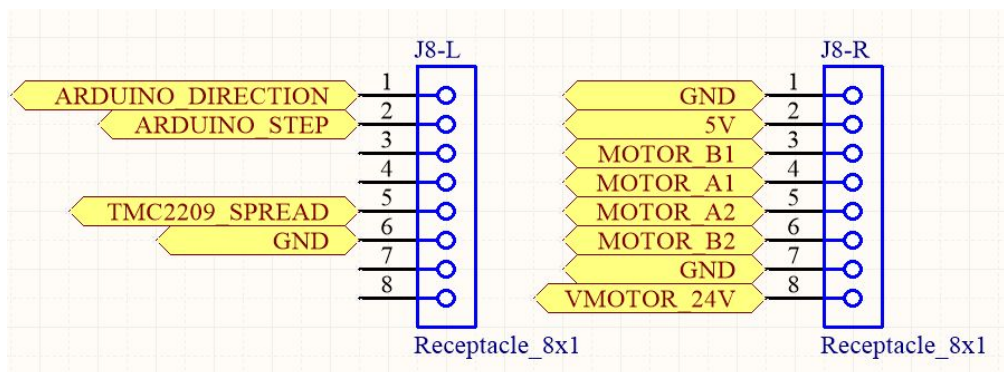 J8-L
ARDUINO_DIRECTION 1
ARDUINO_STEP 2
3
4
TMC2209_SPREAD 5
GND 6
7
8
Receptacle_8x1
J8-R
GND 1
5V 2
MOTOR_B1 3
MOTOR_A1 4
MOTOR_A2 5
MOTOR_B2 6
GND 7
VMOTOR_24V 8
Receptacle_8x1